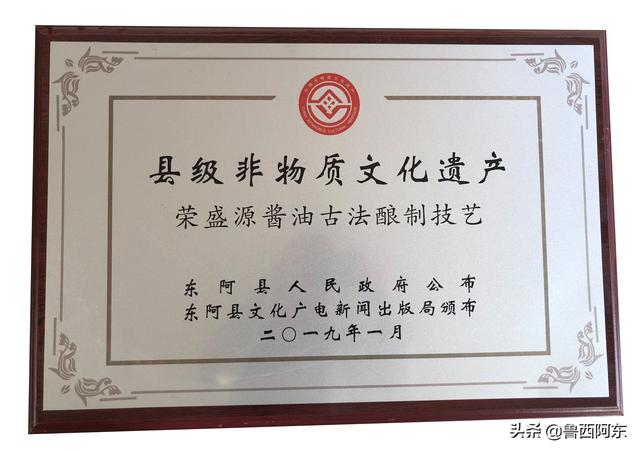 县级非物质文化遗产
荣盛源酱油古法酿制技艺
东阿县人民政府公布
东阿县文化广电新闻出版局颁布
二〇一九年一月
头条 @鲁西阿东